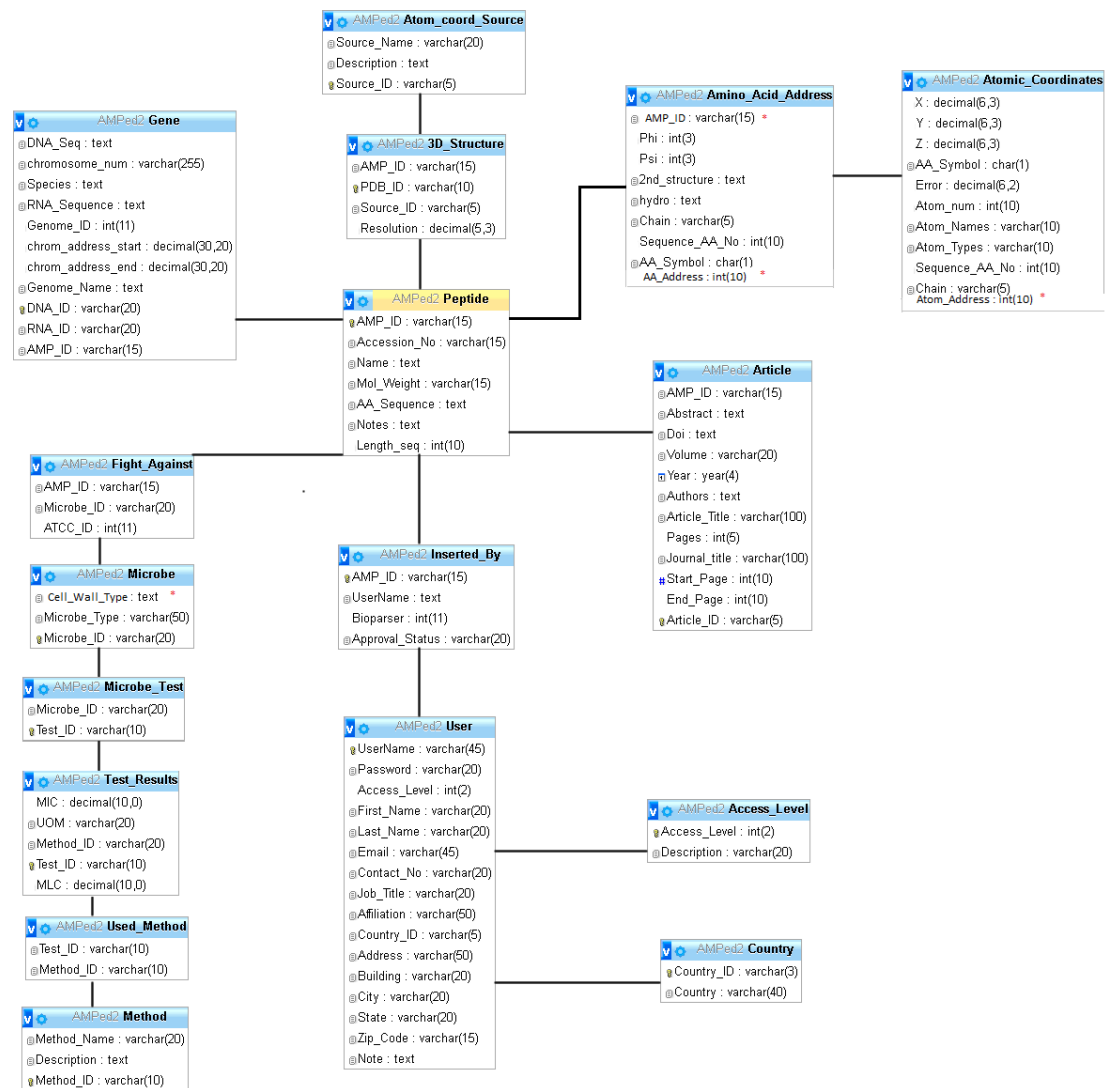 AMPed2 Atom_coord_Source
Source_Name : varchar(20)
Description : text
Source_ID : varchar(5)
AMPed2 Gene
DNA_Seq : text
chromosome_num : varchar(255)
Species : text
RNA_Sequence : text
Genome_ID : int(11)
chrom_address_start : decimal(30,20)
chrom_address_end : decimal(30,20)
Genome_Name : text
DNA_ID : varchar(20)
RNA_ID : varchar(20)
AMP_ID : varchar(15)
AMPed2 3D_Structure
AMP_ID : varchar(15)
PDB_ID : varchar(10)
Source_ID : varchar(5)
Resolution : decimal(5,3)
AMPed2 Amino_Acid_Address
AMP_ID : varchar(15) *
Phi : int(3)
Psi : int(3)
2nd_structure : text
hydro : text
Chain : varchar(5)
Sequence_AA_No : int(10)
AA_Symbol : char(1)
AA_Address : int(10) *
AMPed2 Atomic_Coordinates
X : decimal(6,3)
Y : decimal(6,3)
Z : decimal(6,3)
AA_Symbol : char(1)
Error : decimal(6,2)
Atom_num : int(10)
Atom_Names : varchar(10)
Atom_Types : varchar(10)
Sequence_AA_No : int(10)
Chain : varchar(5)
Atom_Address : int(10) *
AMPed2 Peptide
AMP_ID : varchar(15)
Accession_No : varchar(15)
Name : text
Mol_Weight : varchar(15)
AA_Sequence : text
Notes : text
Length_seq : int(10)
AMPed2 Article
AMP_ID : varchar(15)
Abstract : text
Doi : text
Volume : varchar(20)
Year : year(4)
Authors : text
Article_Title : varchar(100)
Pages : int(5)
Journal_title : varchar(100)
Start_Page : int(10)
End_Page : int(10)
Article_ID : varchar(5)
AMPed2 Fight_Against
AMP_ID : varchar(15)
Microbe_ID : varchar(20)
ATCC_ID : int(11)
AMPed2 Microbe
Cell_Wall_Type : text *
Microbe_Type : varchar(50)
Microbe_ID : varchar(20)
AMPed2 Microbe_Test
Microbe_ID : varchar(20)
Test_ID : varchar(10)
AMPed2 Test_Results
MIC : decimal(10,0)
UOM : varchar(20)
Method_ID : varchar(20)
Test_ID : varchar(10)
MLC : decimal(10,0)
AMPed2 Used_Method
Test_ID : varchar(10)
Method_ID : varchar(10)
AMPed2 Method
Method_Name : varchar(20)
Description : text
Method_ID : varchar(10)
AMPed2 Inserted_By
AMP_ID : varchar(15)
UserName : text
Bioparser : int(11)
Approval_Status : varchar(20)
AMPed2 User
UserName : varchar(45)
Password : varchar(20)
Access_Level : int(2)
First_Name : varchar(20)
Last_Name : varchar(20)
Email : varchar(45)
Contact_No : varchar(20)
Job_Title : varchar(20)
Affiliation : varchar(50)
Country_ID : varchar(5)
Address : varchar(50)
Building : varchar(20)
City : varchar(20)
State : varchar(20)
Zip_Code : varchar(15)
Note : text
AMPed2 Access_Level
Access_Level : int(2)
Description : varchar(20)
AMPed2 Country
Country_ID : varchar(3)
Country : varchar(40)